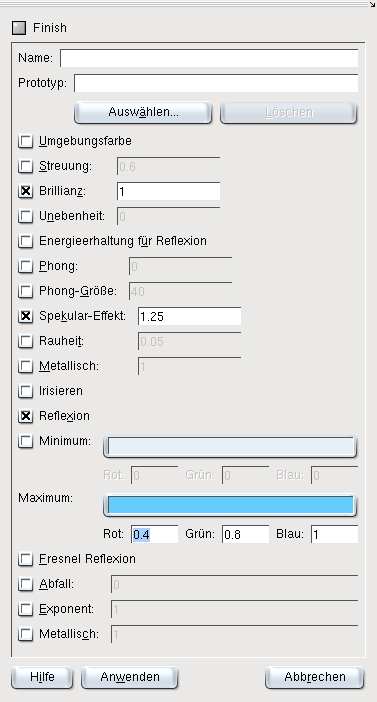 Finish
Name:
Prototyp:
Auswählen... Löschen
Umgebungsfarbe
Streuung: 0.6
Brillianz: 1
Unebenheit: 0
Energieerhaltung für Reflexion
Phong: 0
Phong-Größe: 40
Spekular-Effekt: 1.25
Rauheit: 0.05
Metallisch: 1
Irisieren
Reflexion
Minimum:
Rot: 0 Grün: 0 Blau: 0
Maximum:
Rot: 0.4 Grün: 0.8 Blau: 1
Fresnel Reflexion
Abfall: 0
Exponent: 1
Metallisch: 1
Hilfe Anwenden Abbrechen